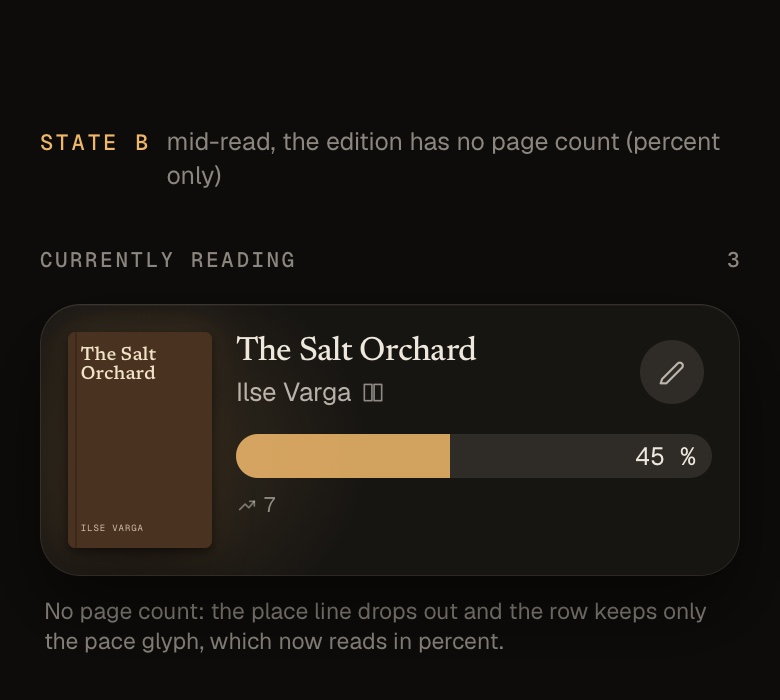 STATE B mid-read, the edition has no page count (percent
only)
CURRENTLY READING 3
The Salt
Orchard
ILSE VARGA
The Salt Orchard
Ilse Varga
45 %
7
No page count: the place line drops out and the row keeps only
the pace glyph, which now reads in percent.